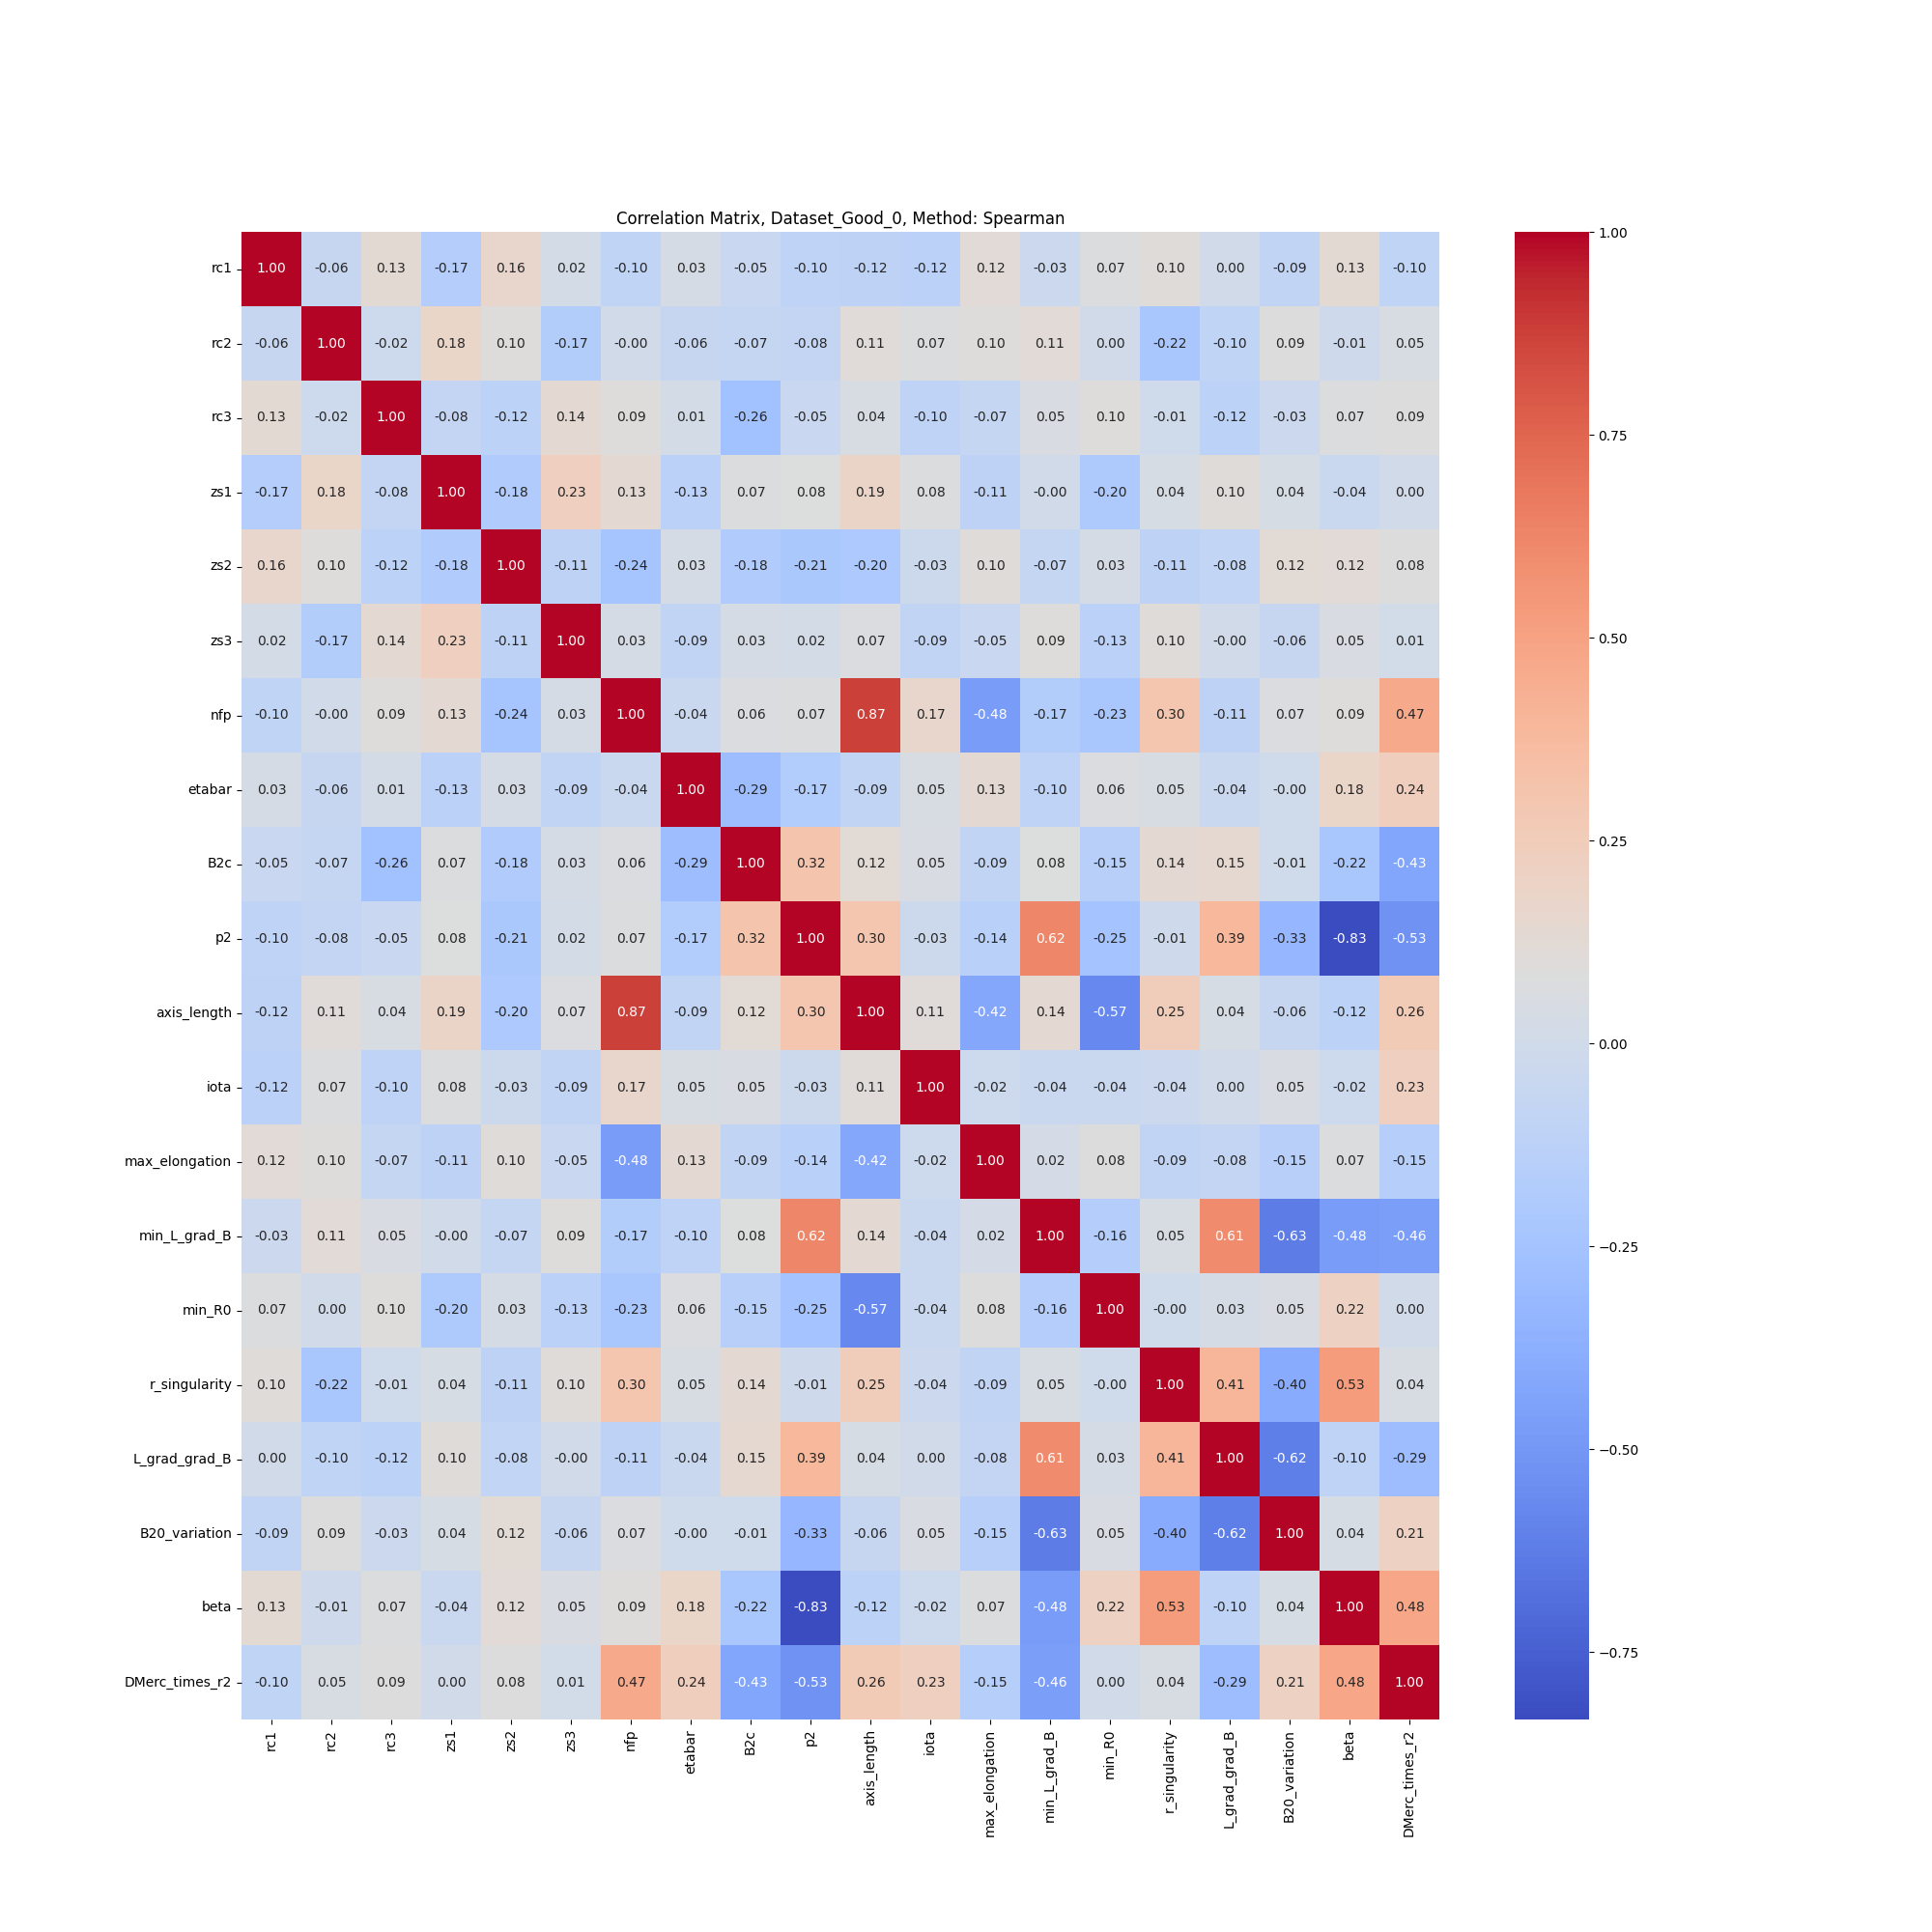 Correlation Matrix, Dataset_Good_0, Method: Spearman
rc1 1.00 -0.06 0.13 -0.17 0.16 0.02 -0.10 0.03 -0.05 -0.10 -0.12 -0.12 0.12 -0.03 0.07 0.10 0.00 -0.09 0.13 -0.10
rc2 -0.06 1.00 -0.02 0.18 0.10 -0.17 -0.00 -0.06 -0.07 -0.08 0.11 0.07 0.10 0.11 0.00 -0.22 -0.10 0.09 -0.01 0.05
rc3 0.13 -0.02 1.00 -0.08 -0.12 0.14 0.09 0.01 -0.26 -0.05 0.04 -0.10 -0.07 0.05 0.10 -0.01 -0.12 -0.03 0.07 0.09
zs1 -0.17 0.18 -0.08 1.00 -0.18 0.23 0.13 -0.13 0.07 0.08 0.19 0.08 -0.11 -0.00 -0.20 0.04 0.10 0.04 -0.04 0.00
zs2 0.16 0.10 -0.12 -0.18 1.00 -0.11 -0.24 0.03 -0.18 -0.21 -0.20 -0.03 0.10 -0.07 0.03 -0.11 -0.08 0.12 0.12 0.08
zs3 0.02 -0.17 0.14 0.23 -0.11 1.00 0.03 -0.09 0.03 0.02 0.07 -0.09 -0.05 0.09 -0.13 0.10 -0.00 -0.06 0.05 0.01
nfp -0.10 -0.00 0.09 0.13 -0.24 0.03 1.00 -0.04 0.06 0.07 0.87 0.17 -0.48 -0.17 -0.23 0.30 -0.11 0.07 0.09 0.47
etabar 0.03 -0.06 0.01 -0.13 0.03 -0.09 -0.04 1.00 -0.29 -0.17 -0.09 0.05 0.13 -0.10 0.06 0.05 -0.04 -0.00 0.18 0.24
B2c -0.05 -0.07 -0.26 0.07 -0.18 0.03 0.06 -0.29 1.00 0.32 0.12 0.05 -0.09 0.08 -0.15 0.14 0.15 -0.01 -0.22 -0.43
p2 -0.10 -0.08 -0.05 0.08 -0.21 0.02 0.07 -0.17 0.32 1.00 0.30 -0.03 -0.14 0.62 -0.25 -0.01 0.39 -0.33 -0.83 -0.53
axis_length -0.12 0.11 0.04 0.19 -0.20 0.07 0.87 -0.09 0.12 0.30 1.00 0.11 -0.42 0.14 -0.57 0.25 0.04 -0.06 -0.12 0.26
iota -0.12 0.07 -0.10 0.08 -0.03 -0.09 0.17 0.05 0.05 -0.03 0.11 1.00 -0.02 -0.04 -0.04 -0.04 0.00 0.05 -0.02 0.23
max_elongation 0.12 0.10 -0.07 -0.11 0.10 -0.05 -0.48 0.13 -0.09 -0.14 -0.42 -0.02 1.00 0.02 0.08 -0.09 -0.08 -0.15 0.07 -0.15
min_L_grad_B -0.03 0.11 0.05 -0.00 -0.07 0.09 -0.17 -0.10 0.08 0.62 0.14 -0.04 0.02 1.00 -0.16 0.05 0.61 -0.63 -0.48 -0.46
min_R0 0.07 0.00 0.10 -0.20 0.03 -0.13 -0.23 0.06 -0.15 -0.25 -0.57 -0.04 0.08 -0.16 1.00 -0.00 0.03 0.05 0.22 0.00
r_singularity 0.10 -0.22 -0.01 0.04 -0.11 0.10 0.30 0.05 0.14 -0.01 0.25 -0.04 -0.09 0.05 -0.00 1.00 0.41 -0.40 0.53 0.04
L_grad_grad_B 0.00 -0.10 -0.12 0.10 -0.08 -0.00 -0.11 -0.04 0.15 0.39 0.04 0.00 -0.08 0.61 0.03 0.41 1.00 -0.62 -0.10 -0.29
B20_variation -0.09 0.09 -0.03 0.04 0.12 -0.06 0.07 -0.00 -0.01 -0.33 -0.06 0.05 -0.15 -0.63 0.05 -0.40 -0.62 1.00 0.04 0.21
beta 0.13 -0.01 0.07 -0.04 0.12 0.05 0.09 0.18 -0.22 -0.83 -0.12 -0.02 0.07 -0.48 0.22 0.53 -0.10 0.04 1.00 0.48
DMerc_times_r2 -0.10 0.05 0.09 0.00 0.08 0.01 0.47 0.24 -0.43 -0.53 0.26 0.23 -0.15 -0.46 0.00 0.04 -0.29 0.21 0.48 1.00
rc1 rc2 rc3 zs1 zs2 zs3 nfp etabar B2c p2 axis_length iota max_elongation min_L_grad_B min_R0 r_singularity L_grad_grad_B B20_variation beta DMerc_times_r2
1.00
0.75
0.50
0.25
0.00
−0.25
−0.50
−0.75